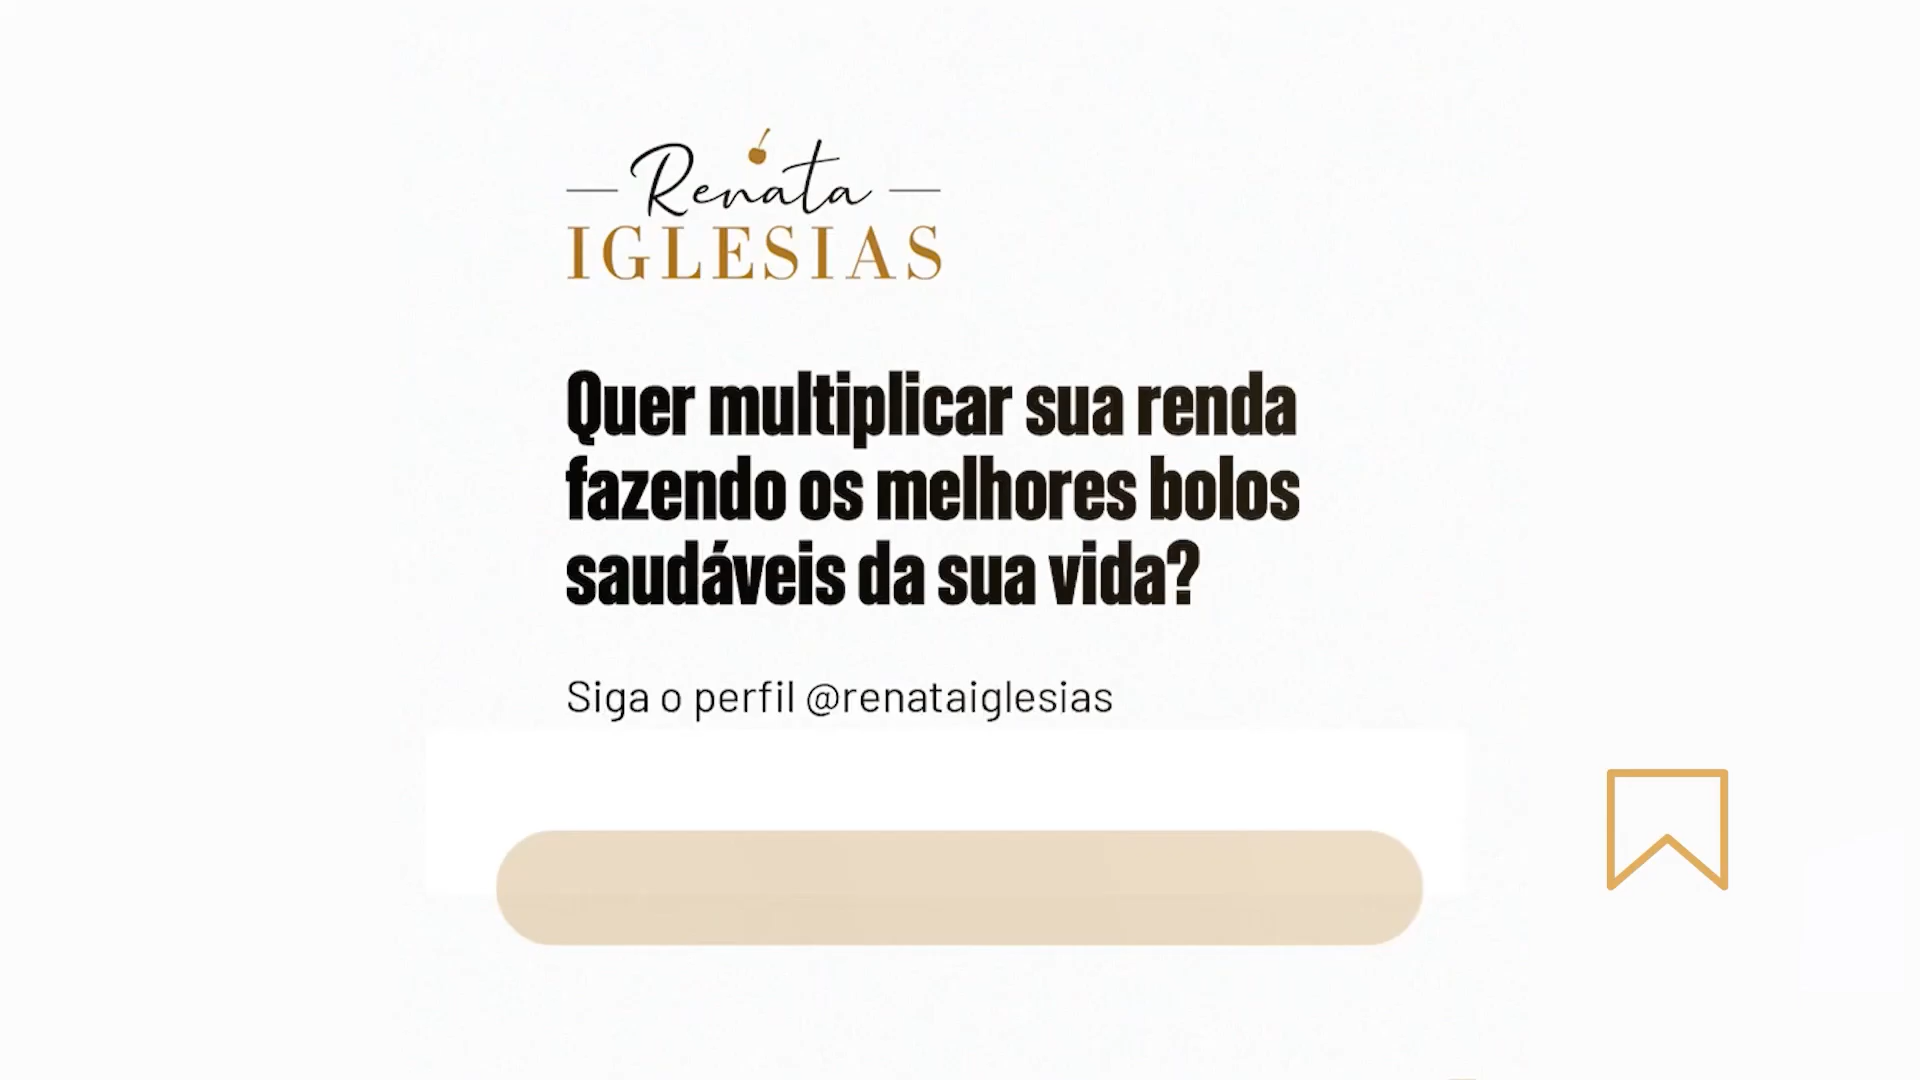 Renata
IGLESIAS
Quer multiplicar sua renda
fazendo os melhores bolos
saudáveis da sua vida?
Siga o perfil @renataiglesias